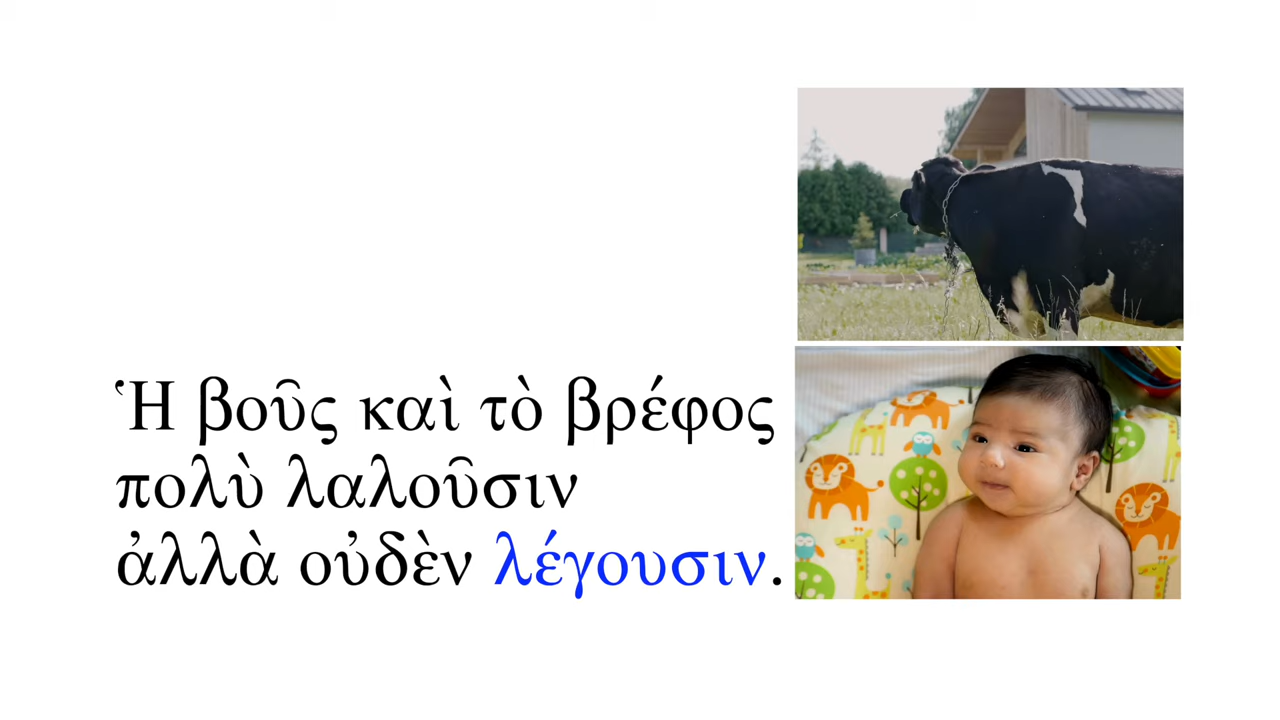 Ἡ βοῦς καὶ τὸ βρέφος
πολὺ λαλοῦσιν
ἀλλὰ οὐδὲν λέγουσιν.